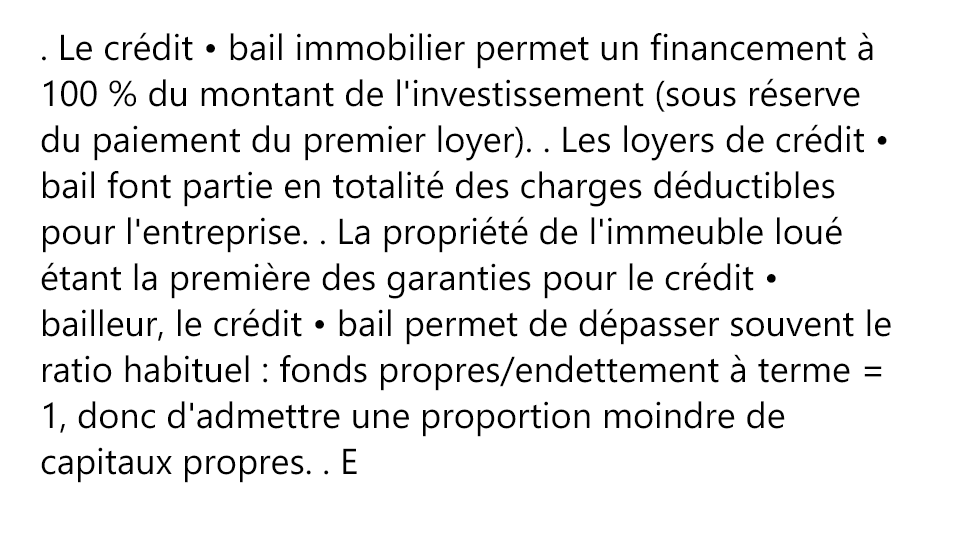 . Le crédit • bail immobilier permet un financement à
100 % du montant de l'investissement (sous réserve
du paiement du premier loyer). . Les loyers de crédit •
bail font partie en totalité des charges déductibles
pour l'entreprise. . La propriété de l'immeuble loué
étant la première des garanties pour le crédit •
bailleur, le crédit • bail permet de dépasser souvent le
ratio habituel : fonds propres/endettement à terme =
1, donc d'admettre une proportion moindre de
capitaux propres. . E